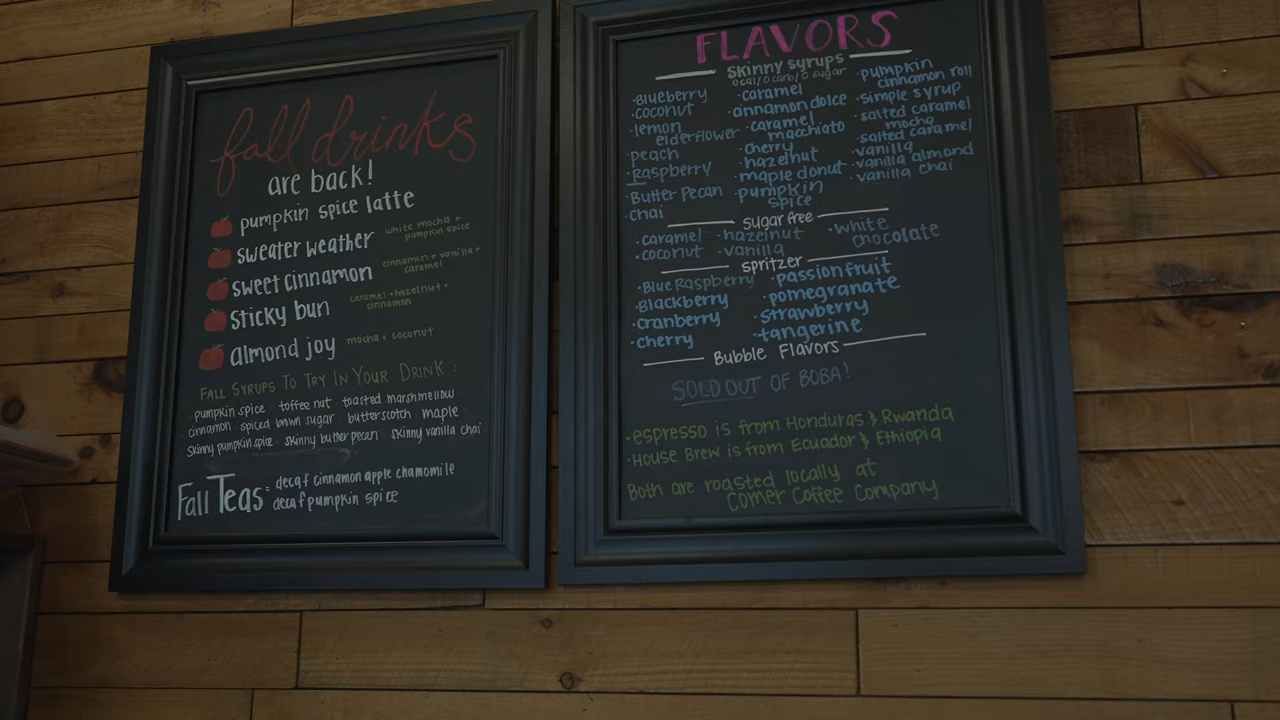 fall drinks
are back!
pumpkin spice latte
sweater weather
white mocha +
pumpkin spice
sweet cinnamon
cinnamon + vanilla +
caramel
sticky bun
caramel + hazelnut +
cinnamon
almond joy
mocha + coconut
FALL SYRUPS TO TRY IN YOUR DRINK:
pumpkin spice toffee nut toasted marshmellow
cinnamon spiced brown sugar butterscotch maple
Skinny pumpkin spice Skinny butter pecan Skinny vanilla chai
Fall Teas: decaf cinnamon apple chamomile
decaf pumpkin spice
FLAVORS
Skinny syrups
0 cal/0 carb/0 sugar
·Blueberry
·coconut
·lemon
elderflower
·peach
·Raspberry
·Butter Pecan
·chai
·caramel
·cinnamon dolce
·caramel
macchiato
·cherry
·hazelnut
·maple donut
·pumpkin
spice
·pumpkin
cinnamon roll
·simple syrup
·salted caramel
mocha
·salted caramel
·vanilla
·vanilla almond
·vanilla chai
sugar free
·caramel
·coconut
·hazelnut
·vanilla
·white
chocolate
spritzer
·Blue Raspberry
·Blackberry
·cranberry
·cherry
·passion fruit
·pomegranate
·strawberry
·tangerine
Bubble Flavors
SOLD OUT OF BOBA!
·espresso is from Honduras & Rwanda
·House Brew is from Ecuador & Ethiopia
Both are roasted locally at
Comer Coffee Company